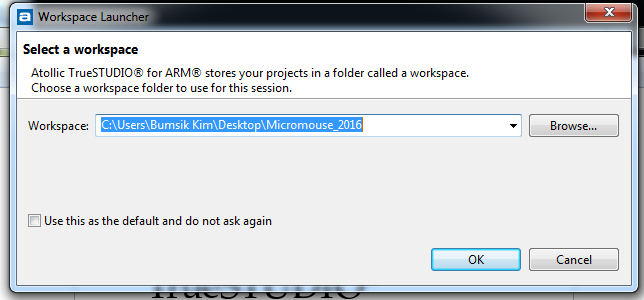 a Workspace Launcher
x
Select a workspace
Atollic TrueSTUDIO® for ARM® stores your projects in a folder called a workspace.
Choose a workspace folder to use for this session.
Workspace: C:\Users\Bumsik Kim\Desktop\Micromouse_2016 Browse...
Use this as the default and do not ask again
OK Cancel
TrueSTUDIO